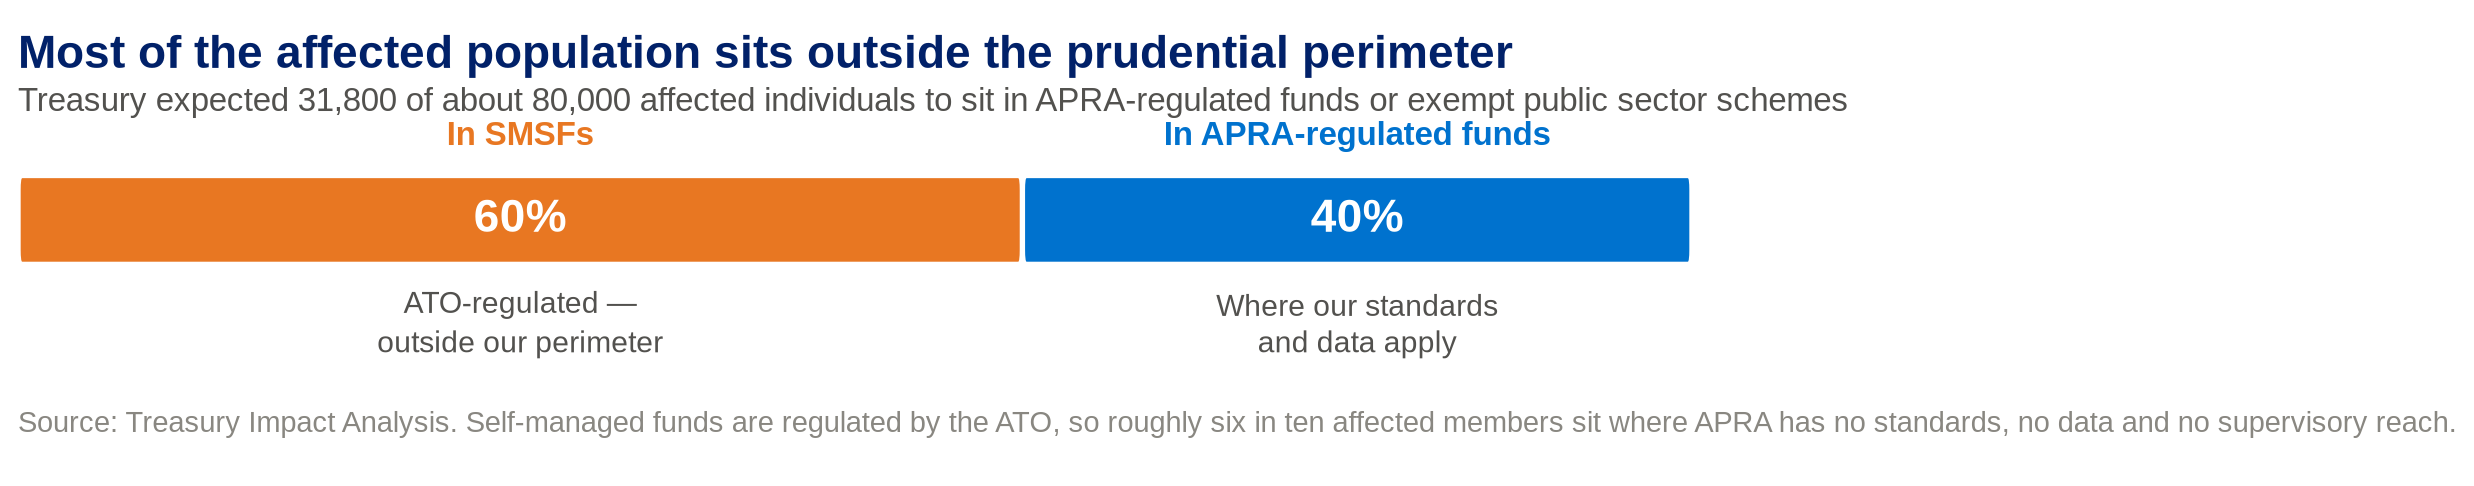 Most of the affected population sits outside the prudential perimeter
Treasury expected 31,800 of about 80,000 affected individuals to sit in APRA-regulated funds or exempt public sector schemes
In SMSFs
In APRA-regulated funds
60%
40%
ATO-regulated —
outside our perimeter
Where our standards
and data apply
Source: Treasury Impact Analysis. Self-managed funds are regulated by the ATO, so roughly six in ten affected members sit where APRA has no standards, no data and no supervisory reach.